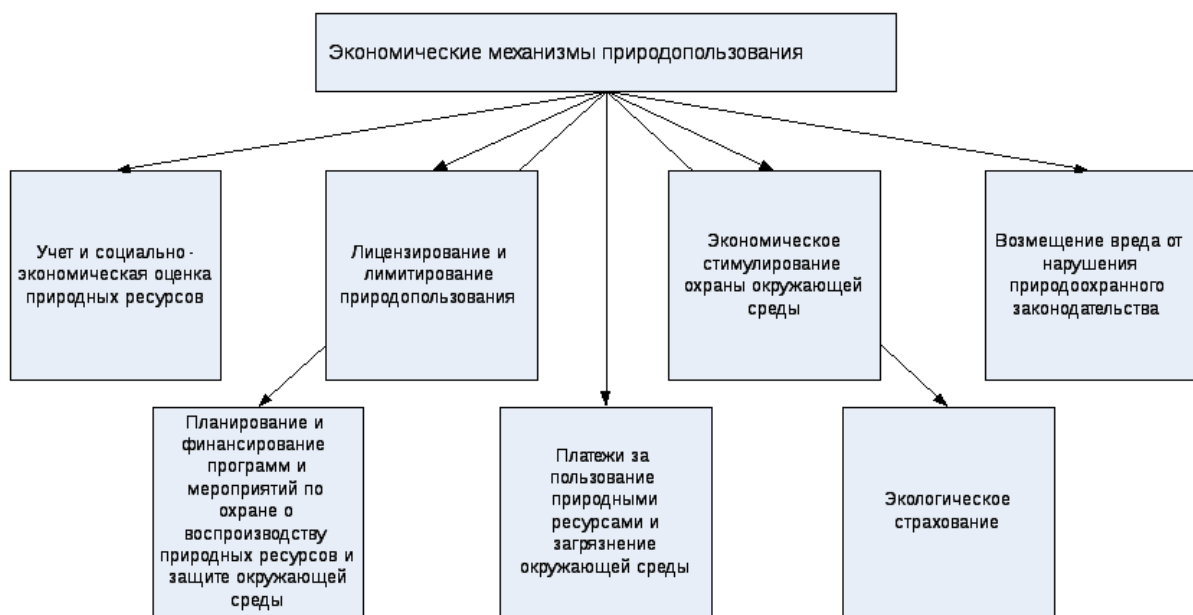 Экономические механизмы природопользования
Учет и социально -
экономическая оценка
природных ресурсов
Лицензирование и
лимитирование
природопользования
Экономическое
стимулирование
охраны окружающей
среды
Возмещение вреда от
нарушения
природоохранного
законодательства
Планирование и
финансирование
программ и
мероприятий по
охране о
воспроизводству
природных ресурсов и
защите окружающей
среды
Платежи за
пользование
природными
ресурсами и
загрязнение
окружающей среды
Экологическое
страхование